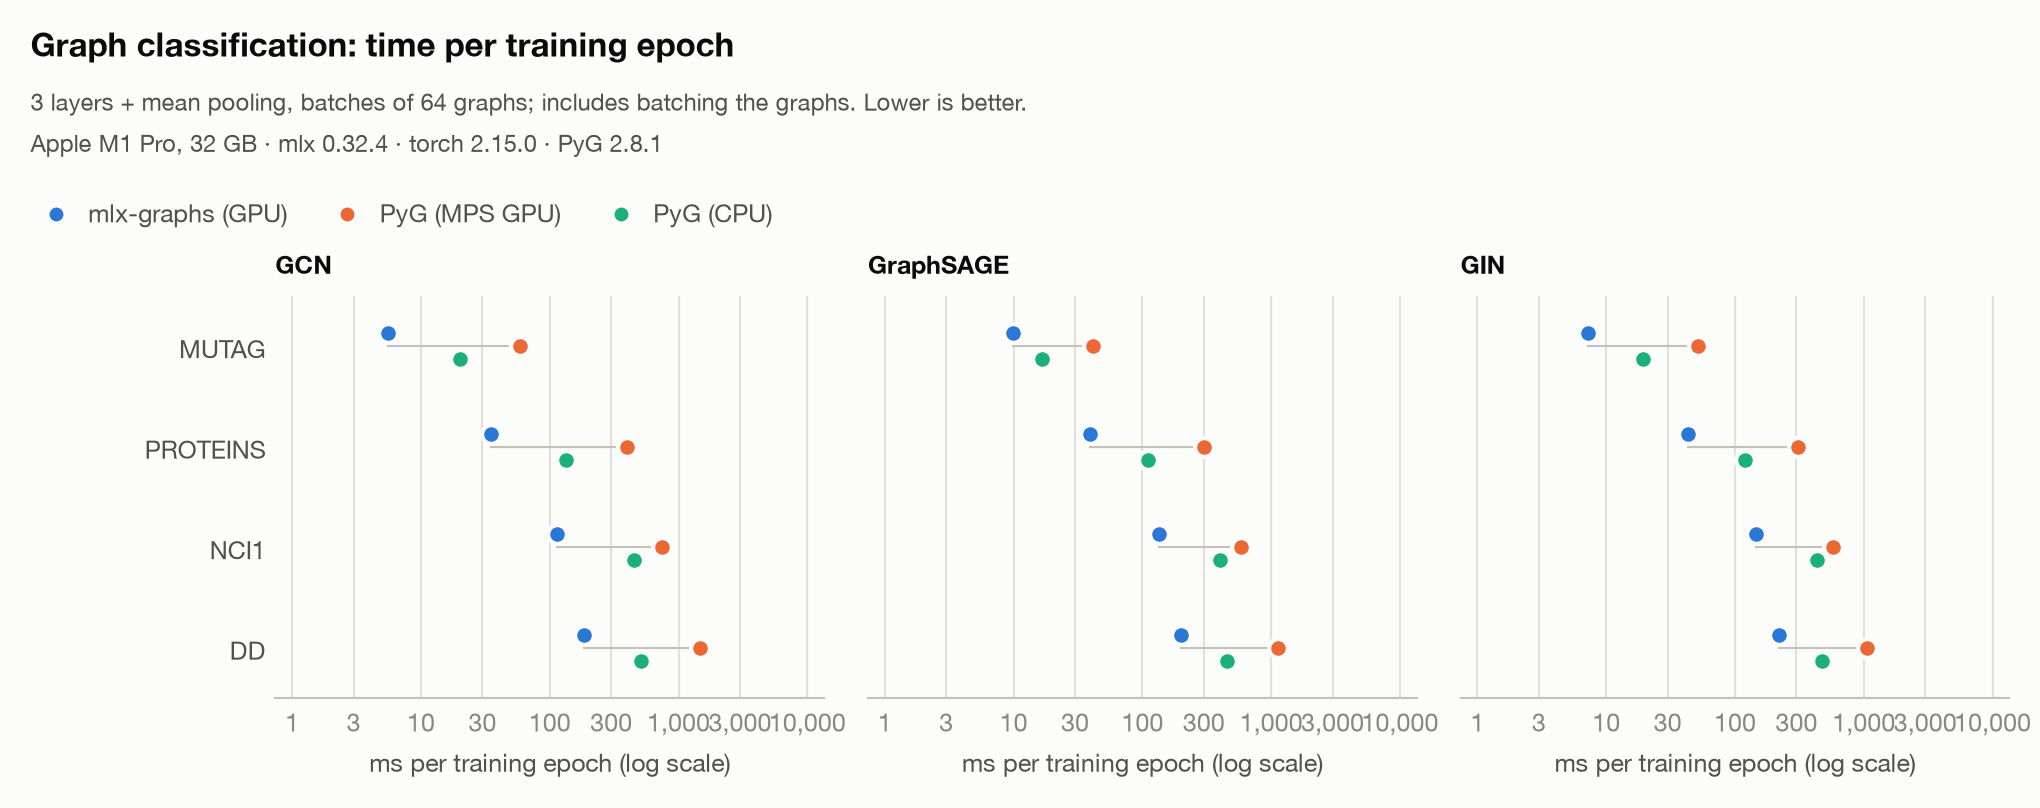 Graph classification: time per training epoch
3 layers + mean pooling, batches of 64 graphs; includes batching the graphs. Lower is better.
Apple M1 Pro, 32 GB · mlx 0.32.4 · torch 2.15.0 · PyG 2.8.1
mlx-graphs (GPU) PyG (MPS GPU) PyG (CPU)
GCN GraphSAGE GIN
MUTAG
PROTEINS
NCI1
DD
1 3 10 30 100 300 1,000 3,000 10,000 1 3 10 30 100 300 1,000 3,000 10,000 1 3 10 30 100 300 1,000 3,000 10,000
ms per training epoch (log scale) ms per training epoch (log scale) ms per training epoch (log scale)